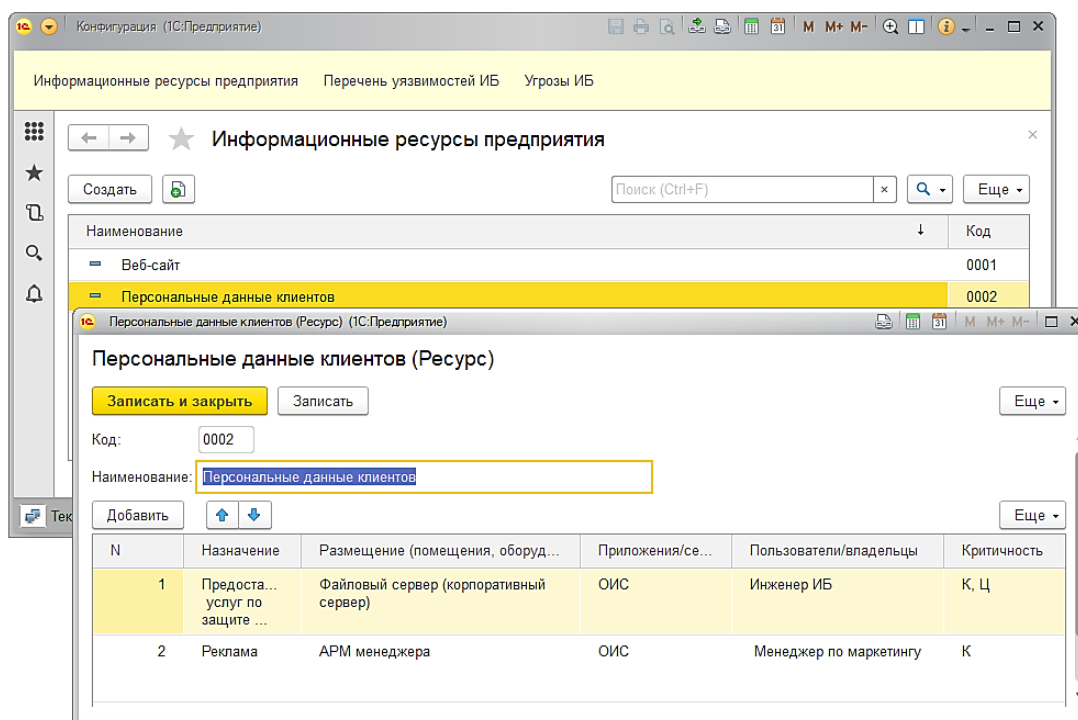 Конфигурация (1С:Предприятие)
M M+ M-
Информационные ресурсы предприятия Перечень уязвимостей ИБ Угрозы ИБ
Информационные ресурсы предприятия
Создать Поиск (Ctrl+F) Еще
Наименование Код
Веб-сайт 0001
Персональные данные клиентов 0002
Персональные данные клиентов (Ресурс) (1С:Предприятие) M M+ M-
Персональные данные клиентов (Ресурс)
Записать и закрыть Записать Еще
Код: 0002
Наименование: Персональные данные клиентов
Тек
Добавить Еще
N Назначение Размещение (помещения, оборуд... Приложения/се... Пользователи/владельцы Критичность
1 Предоста... Файловый сервер (корпоративный ОИС Инженер ИБ К, Ц
услуг по сервер)
защите ...
2 Реклама АРМ менеджера ОИС Менеджер по маркетингу К